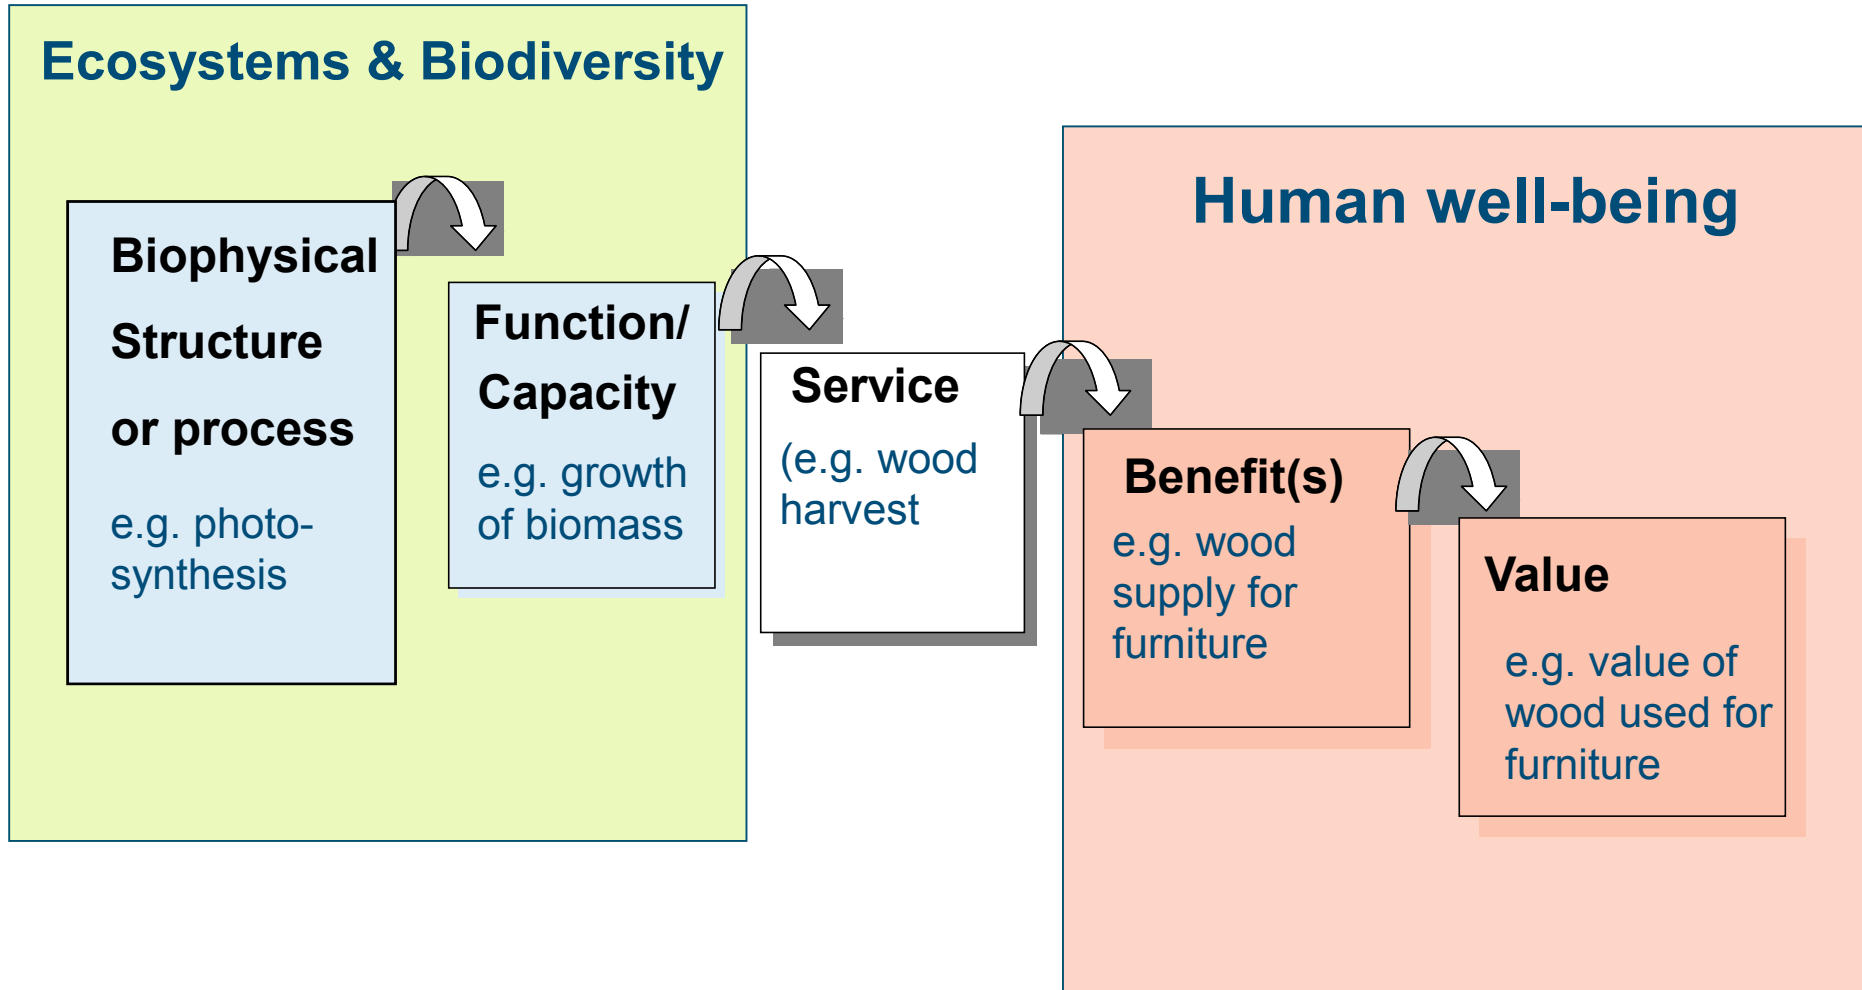 Ecosystems & Biodiversity
Biophysical
Structure
or process
e.g. photo-
synthesis
Function/
Capacity
e.g. growth
of biomass
Service
(e.g. wood
harvest
Human well-being
Benefit(s)
e.g. wood
supply for
furniture
Value
e.g. value of
wood used for
furniture